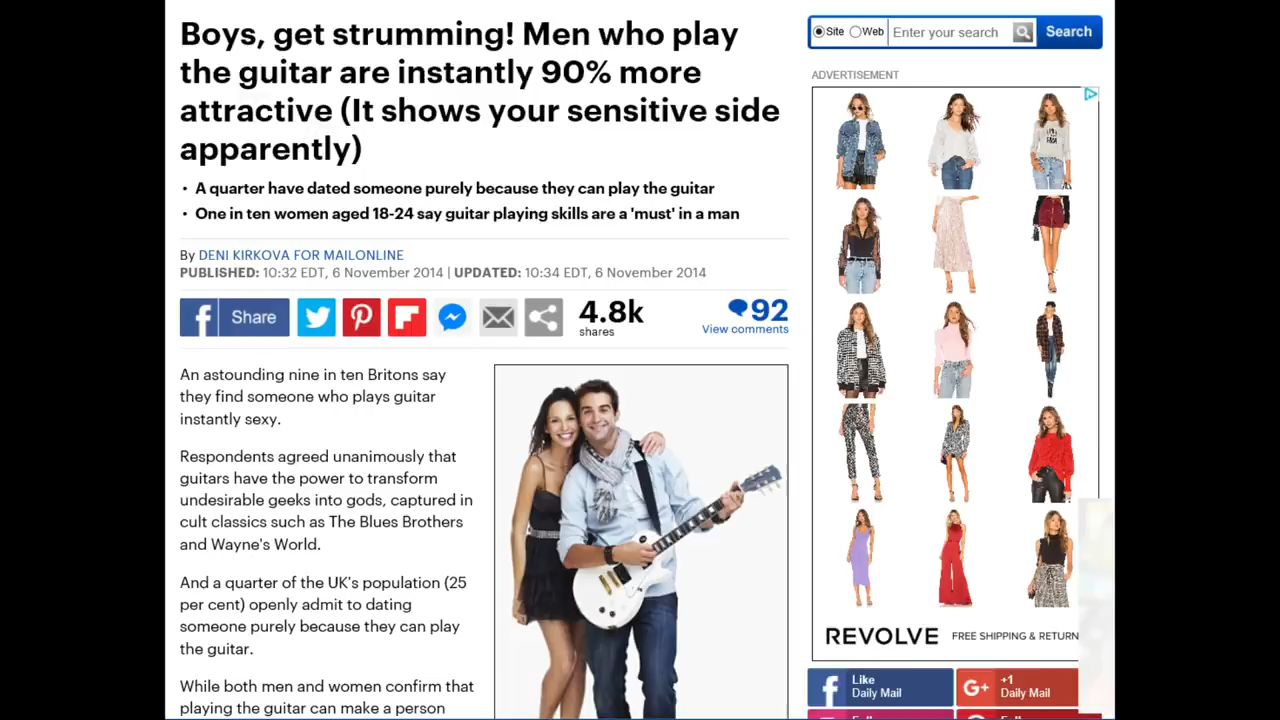 Boys, get strumming! Men who play
the guitar are instantly 90% more
attractive (It shows your sensitive side
apparently)
• A quarter have dated someone purely because they can play the guitar
• One in ten women aged 18-24 say guitar playing skills are a 'must' in a man
By DENI KIRKOVA FOR MAILONLINE
PUBLISHED: 10:32 EDT, 6 November 2014 | UPDATED: 10:34 EDT, 6 November 2014
Share
4.8k
shares
92
View comments
An astounding nine in ten Britons say
they find someone who plays guitar
instantly sexy.
Respondents agreed unanimously that
guitars have the power to transform
undesirable geeks into gods, captured in
cult classics such as The Blues Brothers
and Wayne's World.
And a quarter of the UK's population (25
per cent) openly admit to dating
someone purely because they can play
the guitar.
While both men and women confirm that
playing the guitar can make a person
Site Web Enter your search Search
ADVERTISEMENT
REVOLVE FREE SHIPPING & RETURN
Like
Daily Mail
G+ +1
Daily Mail